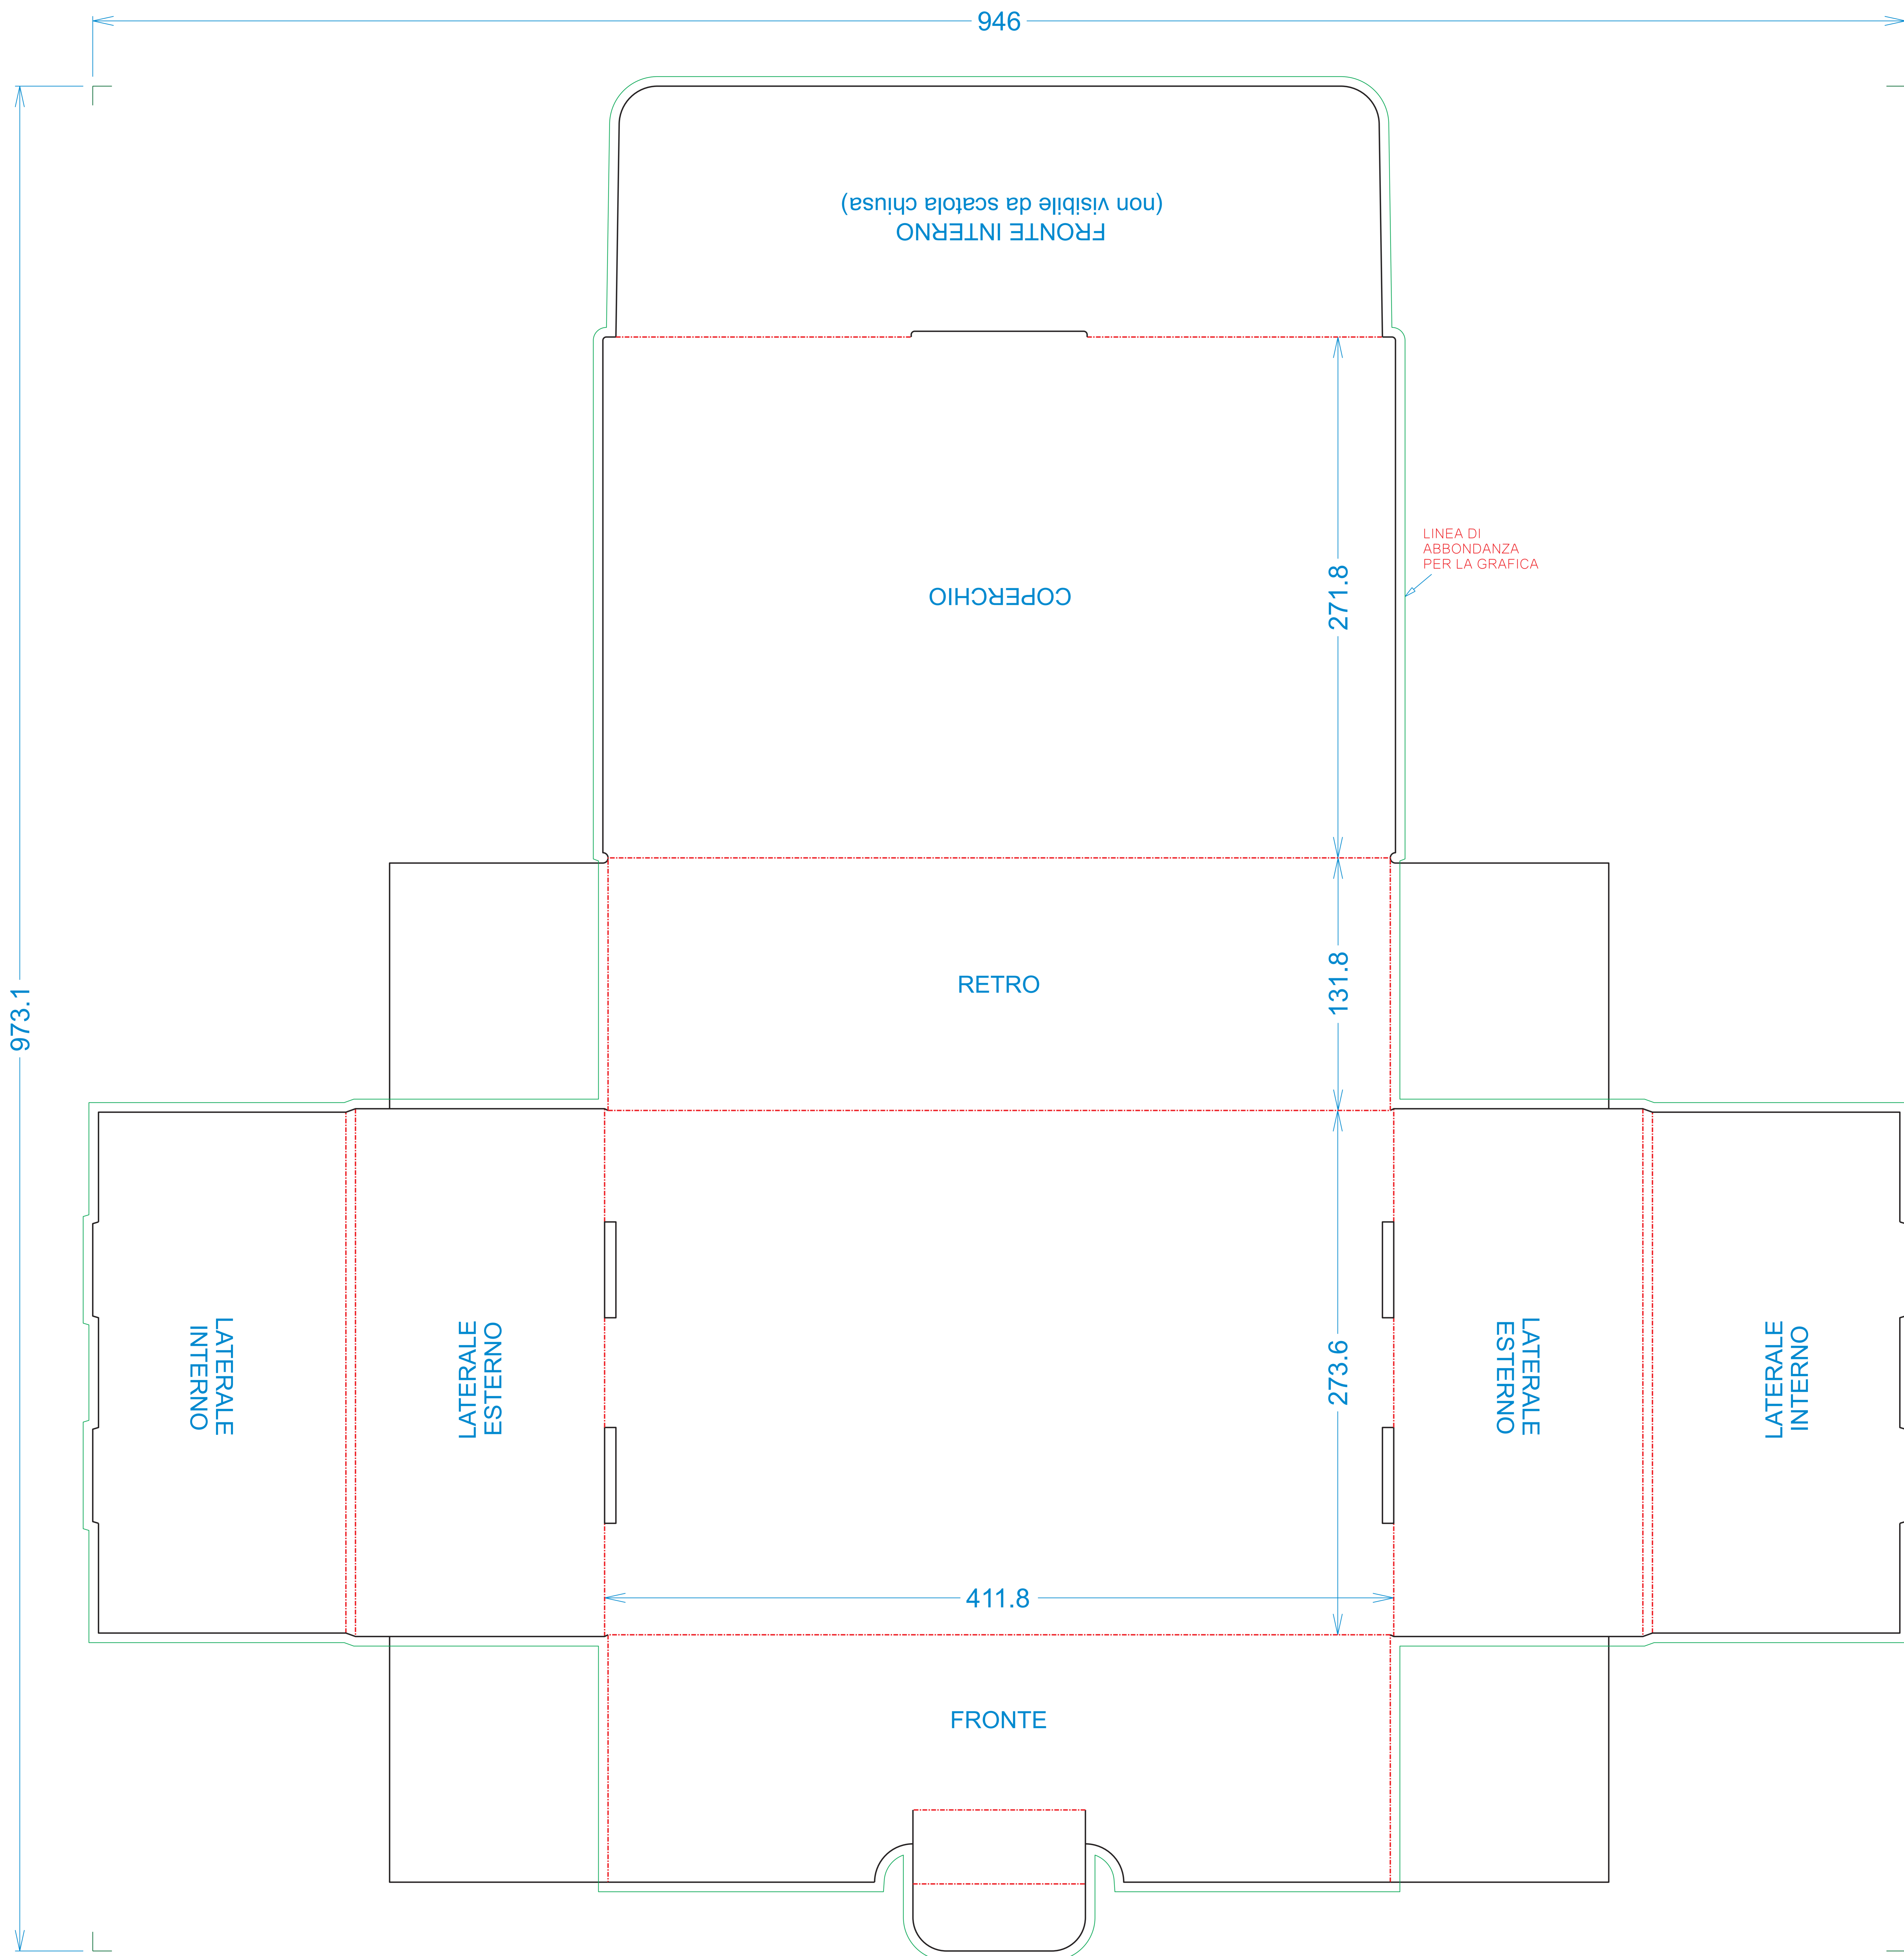 946
(non visibile da scatola chiusa)
FRONTE INTERNO
LINEA DI
ABBONDANZA
PER LA GRAFICA
271.8
COPERCHIO
131.8
RETRO
973.1
LATERALE
INTERNO
LATERALE
ESTERNO
273.6
LATERALE
ESTERNO
LATERALE
INTERNO
411.8
FRONTE